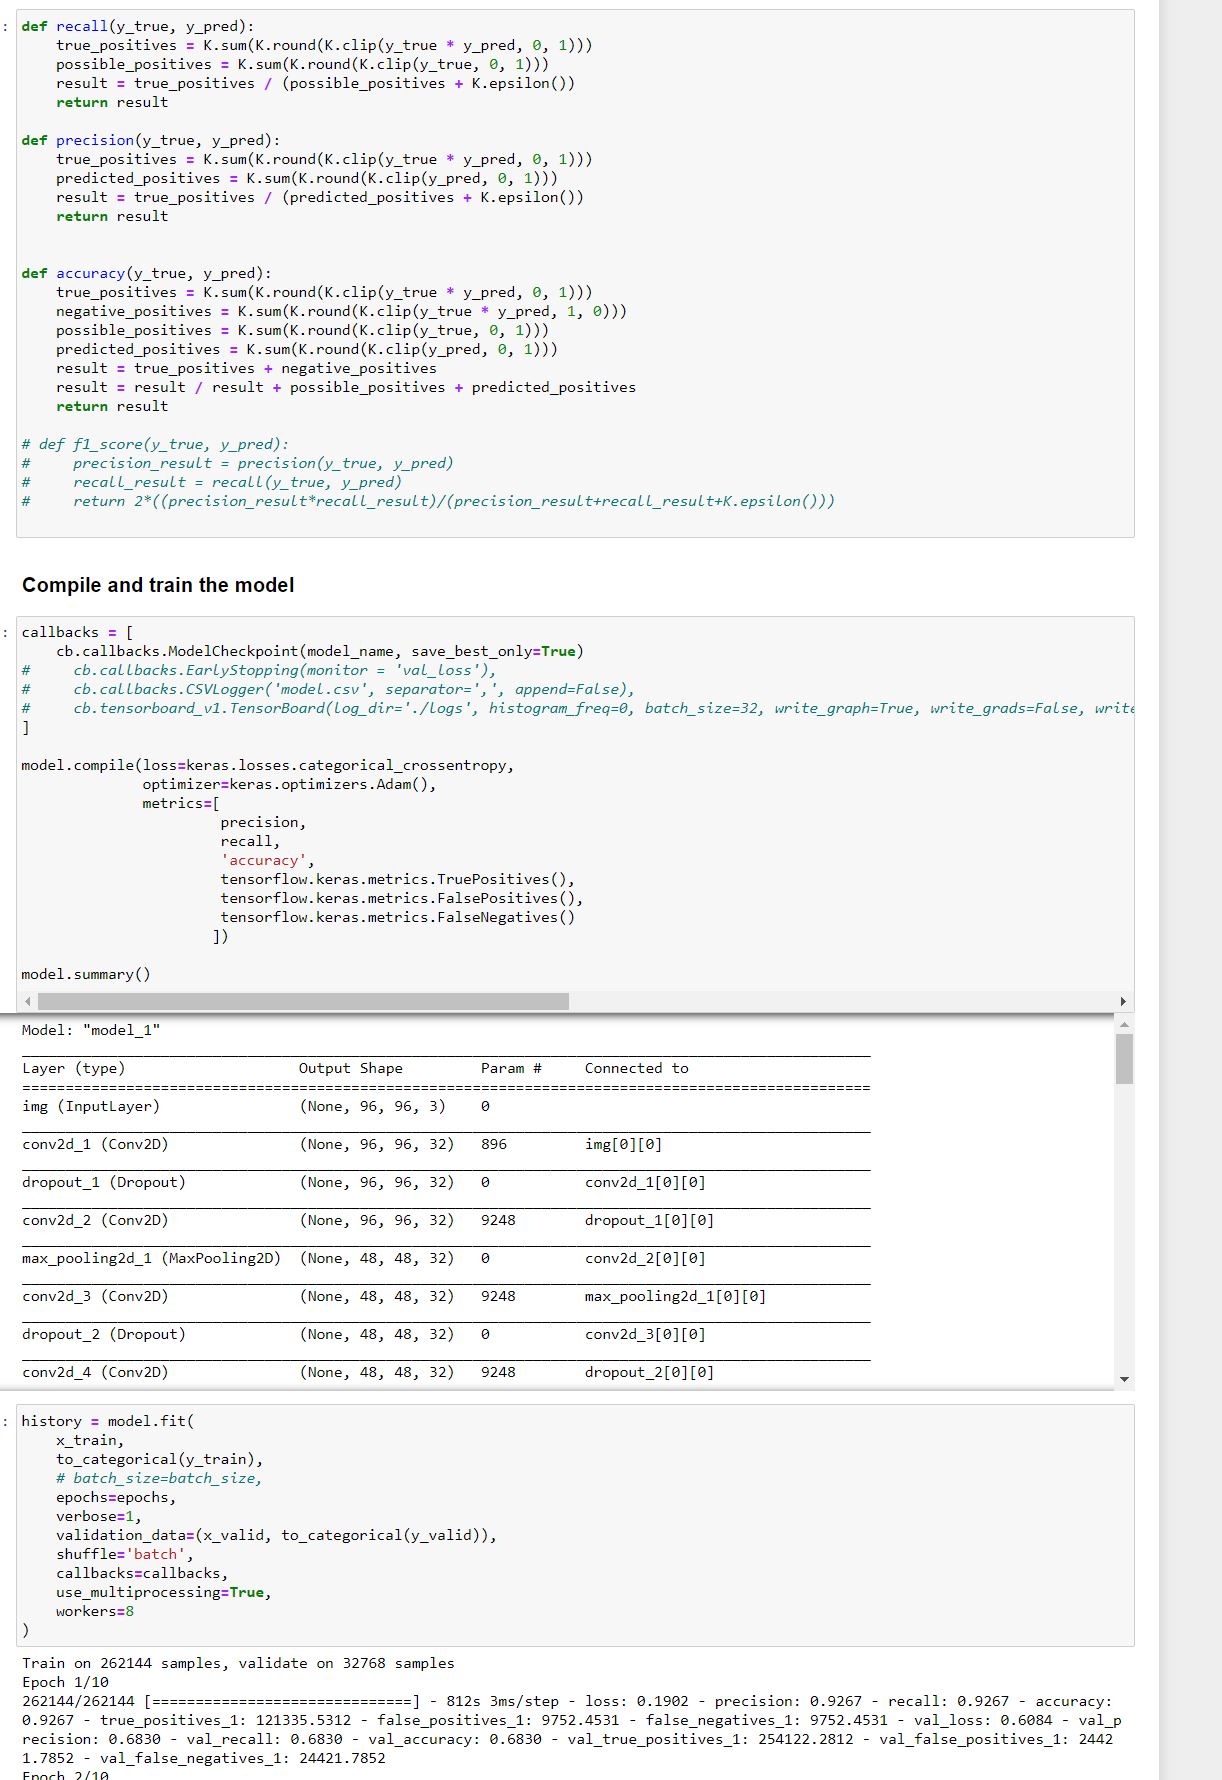 : def recall(y_true, y_pred):
    true_positives = K.sum(K.round(K.clip(y_true * y_pred, 0, 1)))
    possible_positives = K.sum(K.round(K.clip(y_true, 0, 1)))
    result = true_positives / (possible_positives + K.epsilon())
    return result

def precision(y_true, y_pred):
    true_positives = K.sum(K.round(K.clip(y_true * y_pred, 0, 1)))
    predicted_positives = K.sum(K.round(K.clip(y_pred, 0, 1)))
    result = true_positives / (predicted_positives + K.epsilon())
    return result

def accuracy(y_true, y_pred):
    true_positives = K.sum(K.round(K.clip(y_true * y_pred, 0, 1)))
    negative_positives = K.sum(K.round(K.clip(y_true * y_pred, 1, 0)))
    possible_positives = K.sum(K.round(K.clip(y_true, 0, 1)))
    predicted_positives = K.sum(K.round(K.clip(y_pred, 0, 1)))
    result = true_positives + negative_positives
    result = result / result + possible_positives + predicted_positives
    return result

# def f1_score(y_true, y_pred):
#     precision_result = precision(y_true, y_pred)
#     recall_result = recall(y_true, y_pred)
#     return 2*((precision_result*recall_result)/(precision_result+recall_result+K.epsilon()))

Compile and train the model

: callbacks = [
    cb.callbacks.ModelCheckpoint(model_name, save_best_only=True)
#     cb.callbacks.EarlyStopping(monitor = 'val_loss'),
#     cb.callbacks.CSVLogger('model.csv', separator=',', append=False),
#     cb.tensorboard_v1.TensorBoard(log_dir='./logs', histogram_freq=0, batch_size=32, write_graph=True, write_grads=False, write
]

model.compile(loss=keras.losses.categorical_crossentropy,
              optimizer=keras.optimizers.Adam(),
              metrics=[
                       precision,
                       recall,
                       'accuracy',
                       tensorflow.keras.metrics.TruePositives(),
                       tensorflow.keras.metrics.FalsePositives(),
                       tensorflow.keras.metrics.FalseNegatives()
                      ])

model.summary()

Model: "model_1"
Layer (type)                    Output Shape         Param #     Connected to
==================================================================================================
img (InputLayer)                (None, 96, 96, 3)    0
conv2d_1 (Conv2D)               (None, 96, 96, 32)   896         img[0][0]
dropout_1 (Dropout)             (None, 96, 96, 32)   0           conv2d_1[0][0]
conv2d_2 (Conv2D)               (None, 96, 96, 32)   9248        dropout_1[0][0]
max_pooling2d_1 (MaxPooling2D)  (None, 48, 48, 32)   0           conv2d_2[0][0]
conv2d_3 (Conv2D)               (None, 48, 48, 32)   9248        max_pooling2d_1[0][0]
dropout_2 (Dropout)             (None, 48, 48, 32)   0           conv2d_3[0][0]
conv2d_4 (Conv2D)               (None, 48, 48, 32)   9248        dropout_2[0][0]

: history = model.fit(
    x_train,
    to_categorical(y_train),
    # batch_size=batch_size,
    epochs=epochs,
    verbose=1,
    validation_data=(x_valid, to_categorical(y_valid)),
    shuffle='batch',
    callbacks=callbacks,
    use_multiprocessing=True,
    workers=8
)

Train on 262144 samples, validate on 32768 samples
Epoch 1/10
262144/262144 [==============================] - 812s 3ms/step - loss: 0.1902 - precision: 0.9267 - recall: 0.9267 - accuracy:
0.9267 - true_positives_1: 121335.5312 - false_positives_1: 9752.4531 - false_negatives_1: 9752.4531 - val_loss: 0.6084 - val_p
recision: 0.6830 - val_recall: 0.6830 - val_accuracy: 0.6830 - val_true_positives_1: 254122.2812 - val_false_positives_1: 2442
1.7852 - val_false_negatives_1: 24421.7852
Epoch 2/10